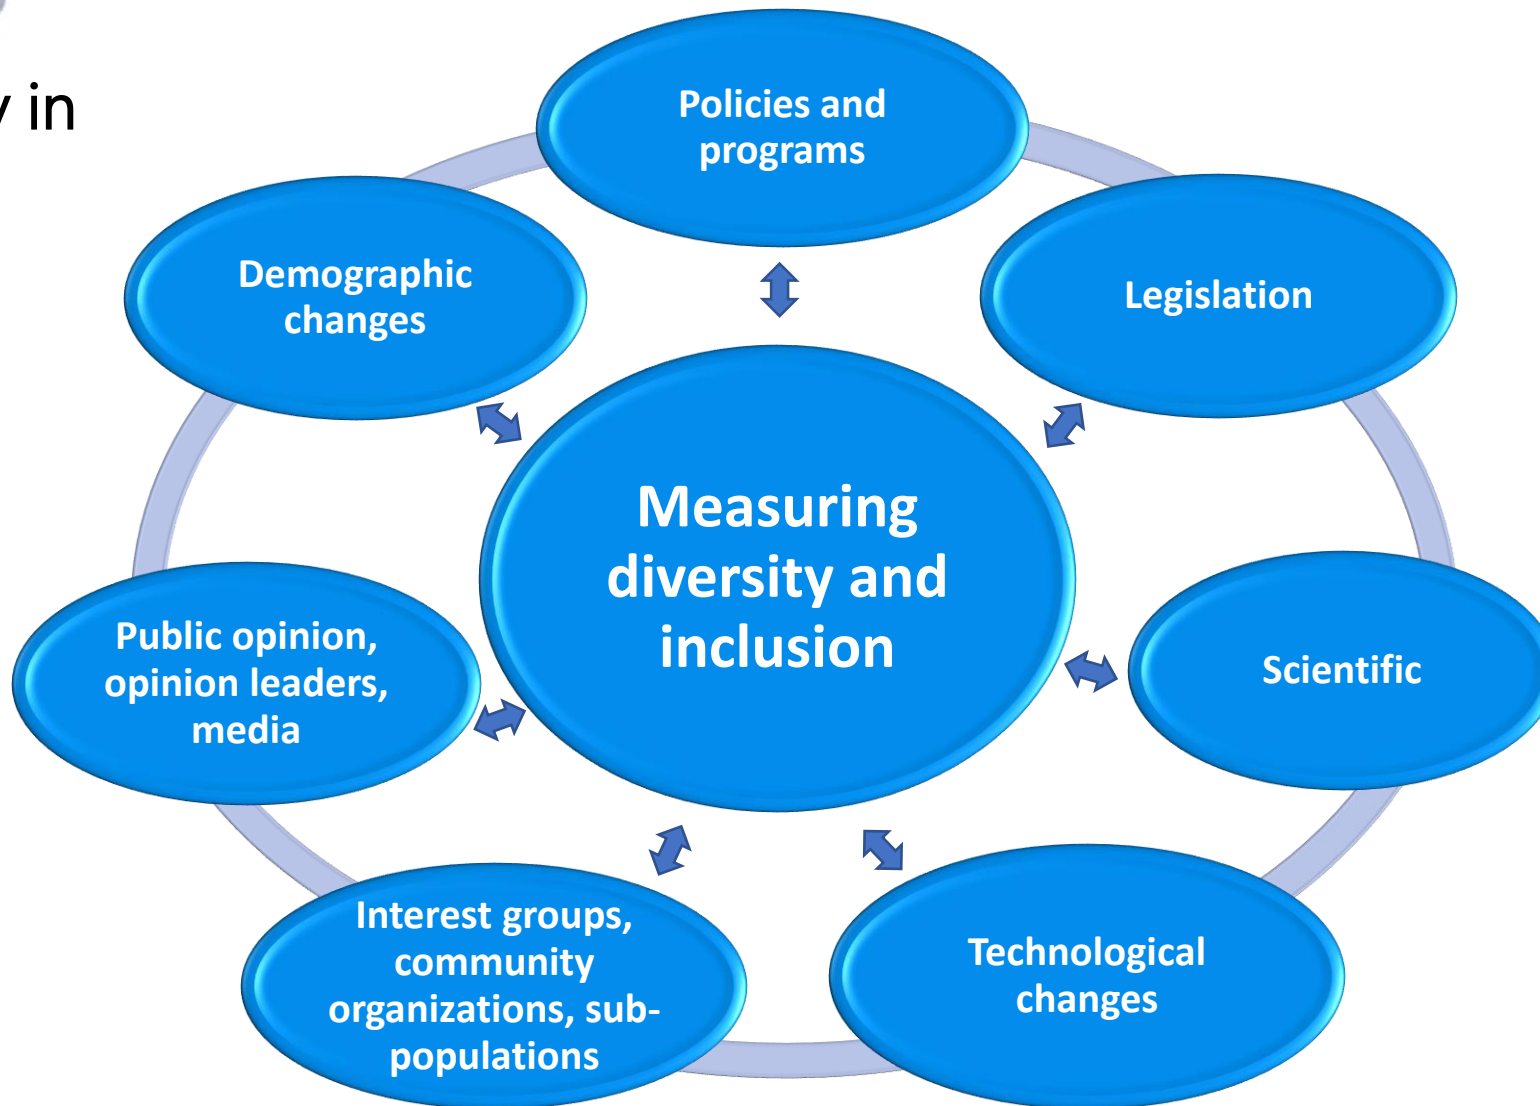 y in
Policies and
programs
Demographic
changes
Legislation
Measuring
diversity and
inclusion
Public opinion,
opinion leaders,
media
Scientific
Interest groups,
community
organizations, sub-
populations
Technological
changes